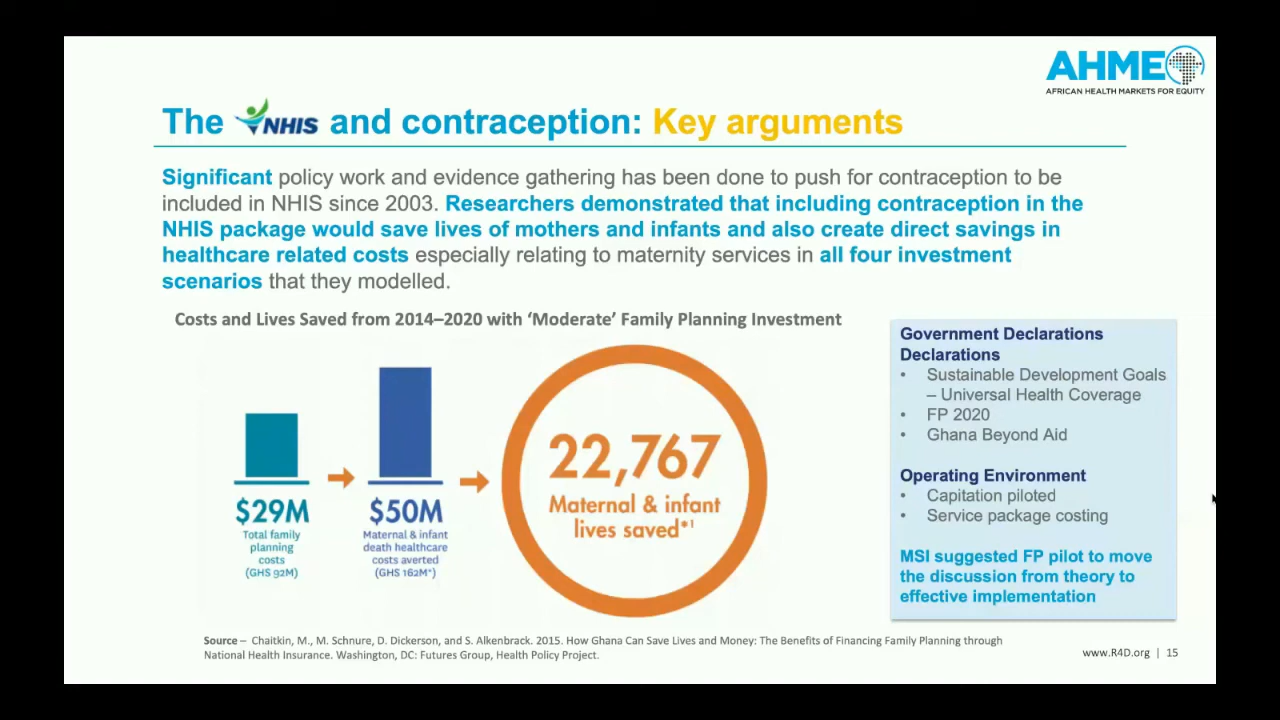 AHME
AFRICAN HEALTH MARKETS FOR EQUITY
The NHIS and contraception: Key arguments
Significant policy work and evidence gathering has been done to push for contraception to be
included in NHIS since 2003. Researchers demonstrated that including contraception in the
NHIS package would save lives of mothers and infants and also create direct savings in
healthcare related costs especially relating to maternity services in all four investment
scenarios that they modelled.
Costs and Lives Saved from 2014–2020 with ‘Moderate’ Family Planning Investment
$29M
Total family
planning
costs
(GHS 92M)
$50M
Maternal & infant
death healthcare
costs averted
(GHS 162M*)
22,767
Maternal & infant
lives saved*¹
Government Declarations
Declarations
• Sustainable Development Goals
– Universal Health Coverage
• FP 2020
• Ghana Beyond Aid
Operating Environment
• Capitation piloted
• Service package costing
MSI suggested FP pilot to move
the discussion from theory to
effective implementation
Source – Chaitkin, M., M. Schnure, D. Dickerson, and S. Alkenbrack. 2015. How Ghana Can Save Lives and Money: The Benefits of Financing Family Planning through
National Health Insurance. Washington, DC: Futures Group, Health Policy Project.
www.R4D.org | 15